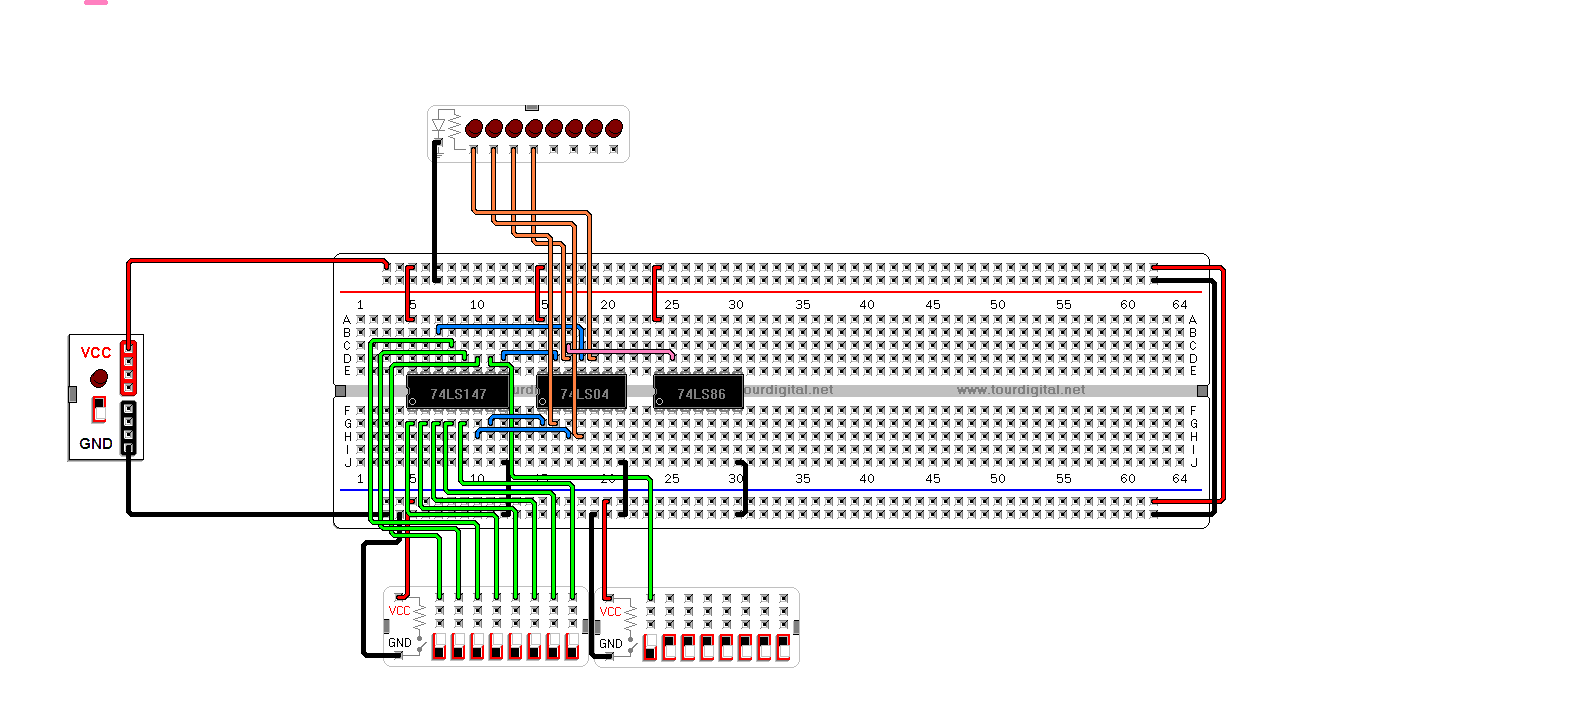 1 5 10 15 20 25 30 35 40 45 50 55 60 64
A A
B B
C C
D D
E E
VCC
GND
74LS147
urd
74LS04
74LS86
ourdigital.net
www.tourdigital.net
F F
G G
H H
I I
J J
1 5 10 15 20 25 30 35 40 45 50 55 60 64
VCC
GND
VCC
GND